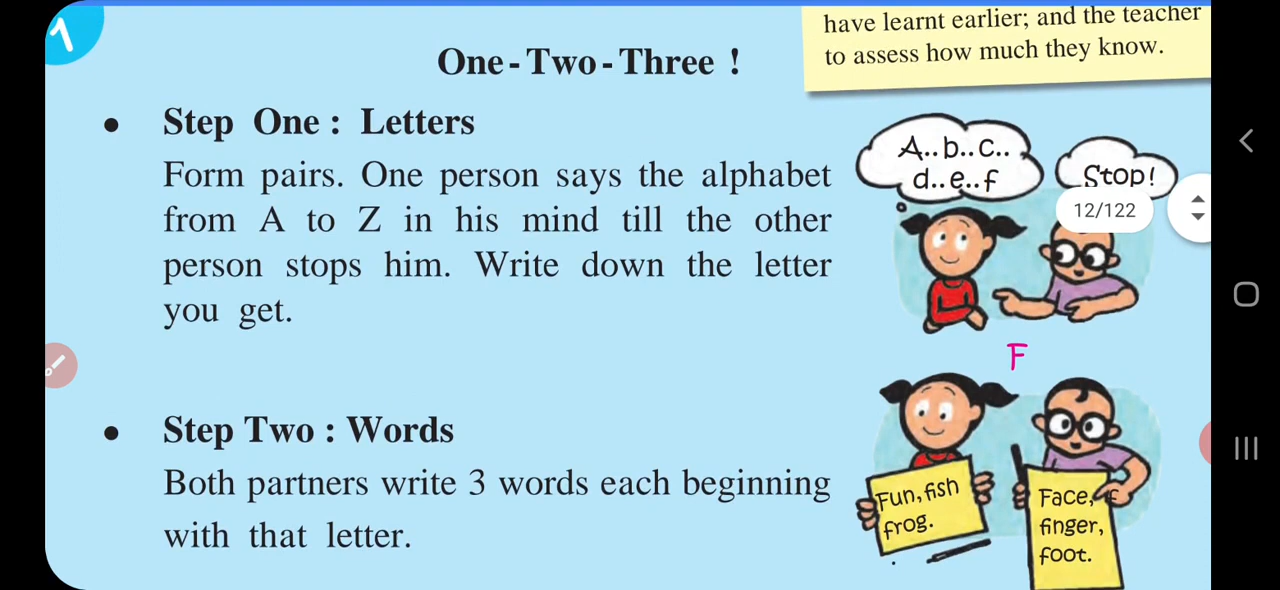 1
have learnt earlier; and the teacher
to assess how much they know.
One-Two-Three !
• Step One : Letters
Form pairs. One person says the alphabet
from A to Z in his mind till the other
person stops him. Write down the letter
you get.
A..b..c..
d..e..f
Stop!
12/122
F
• Step Two : Words
Both partners write 3 words each beginning
with that letter.
Fun, fish
frog.
Face,
finger,
foot.